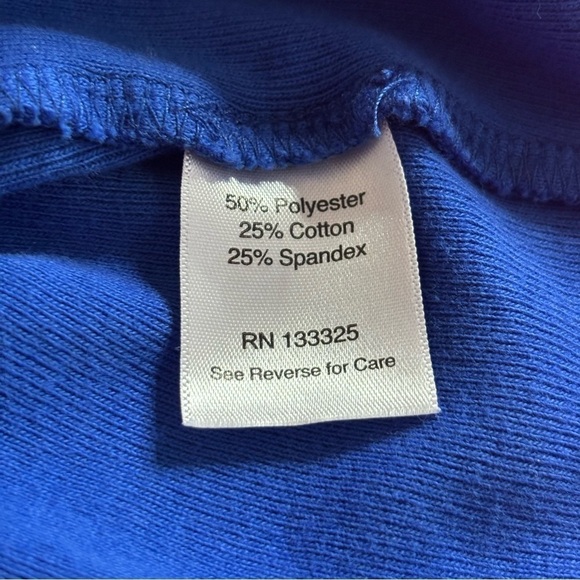 50% Polyester
25% Cotton
25% Spandex
RN 133325
See Reverse for Care